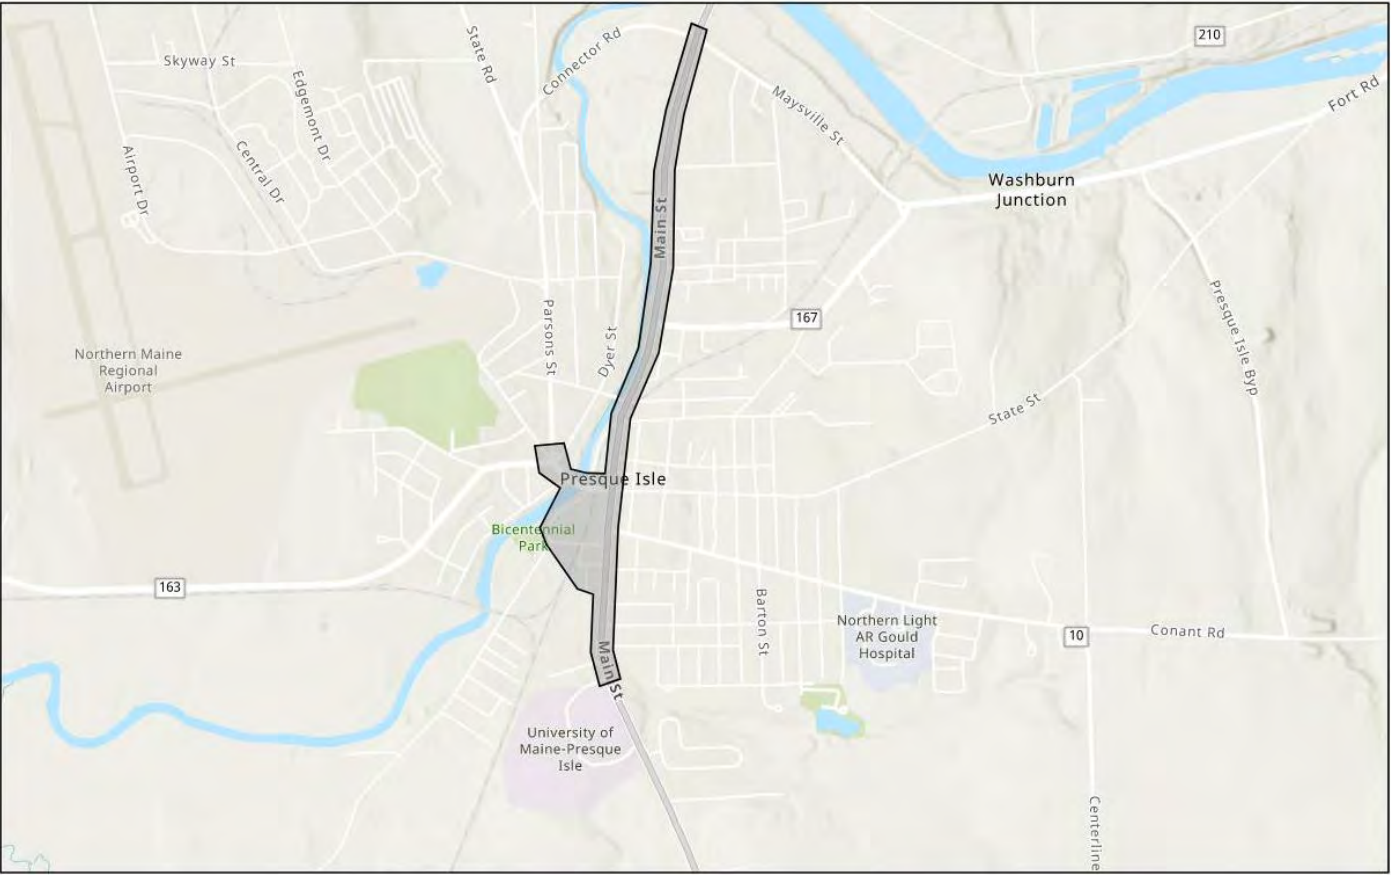 210
Skyway St
State Rd
Connector Rd
Edgemont Dr
Maysville St
Fort Rd
Central Dr
Airport Dr
Washburn
Junction
Main St
Presque Isle Byp
Parsons St
Dyer St
167
Northern Maine
Regional
Airport
State St
Presque Isle
Bicentennial
Park
163
Barton St
Northern Light
AR Gould
Hospital
10
Conant Rd
Main St
University of
Maine-Presque
Isle
Centerline